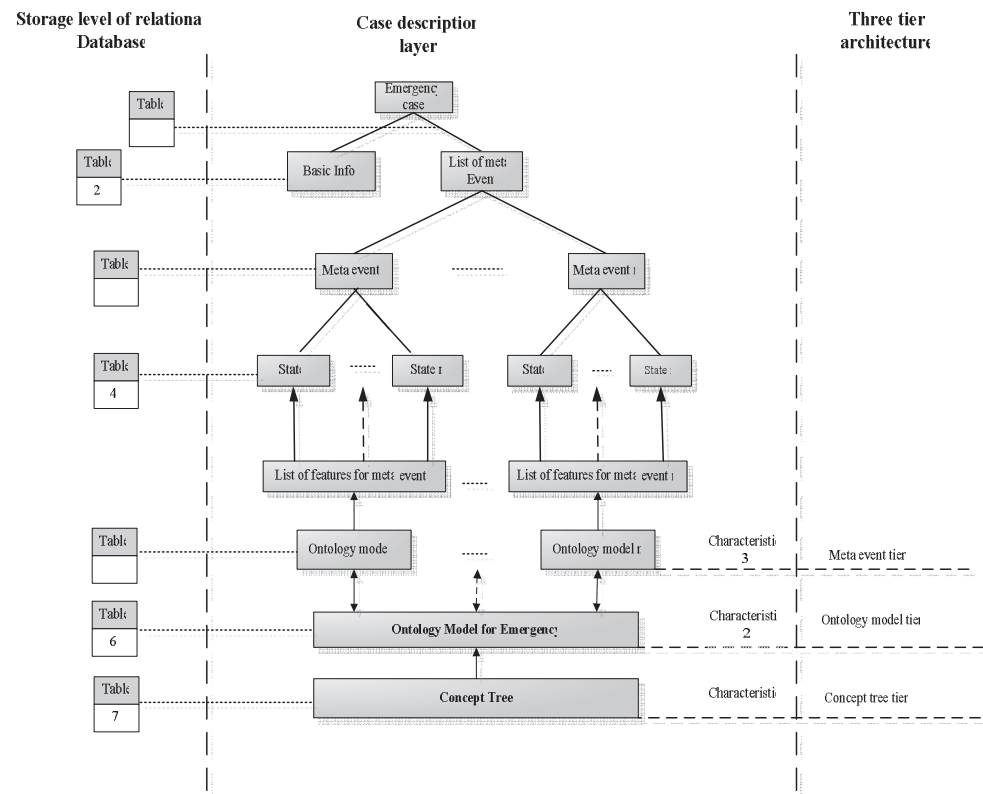 Storage level of relationa
Database
Case description
layer
Three tier
architecture
Emergency
case
Table
Table
2
Basic Info
List of meta
Even
Table
Meta event
Meta event
Table
4
State
State n
State
State
List of features for meta event
List of features for meta event
Table
Ontology mode
Ontology model n
Characteristi
3
Meta event tier
Table
6
Ontology Model for Emergency
Characteristi
2
Ontology model tier
Table
7
Concept Tree
Characteristi
Concept tree tier